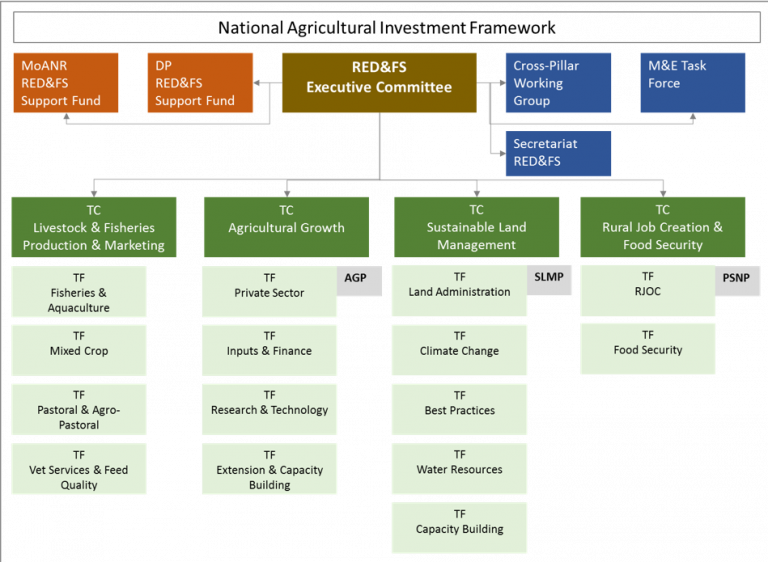 National Agricultural Investment Framework
MoANR
RED&FS
Support Fund
DP
RED&FS
Support Fund
RED&FS
Executive Committee
Cross-Pillar
Working
Group
M&E Task
Force
Secretariat
RED&FS
TC
Livestock & Fisheries
Production & Marketing
TC
Agricultural Growth
TC
Sustainable Land
Management
TC
Rural Job Creation &
Food Security
TF
Fisheries &
Aquaculture
TF
Mixed Crop
TF
Pastoral & Agro-
Pastoral
TF
Vet Services & Feed
Quality
TF
Private Sector
AGP
TF
Inputs & Finance
TF
Research & Technology
TF
Extension & Capacity
Building
TF
Land Administration
SLMP
TF
Climate Change
TF
Best Practices
TF
Water Resources
TF
Capacity Building
TF
RJOC
PSNP
TF
Food Security